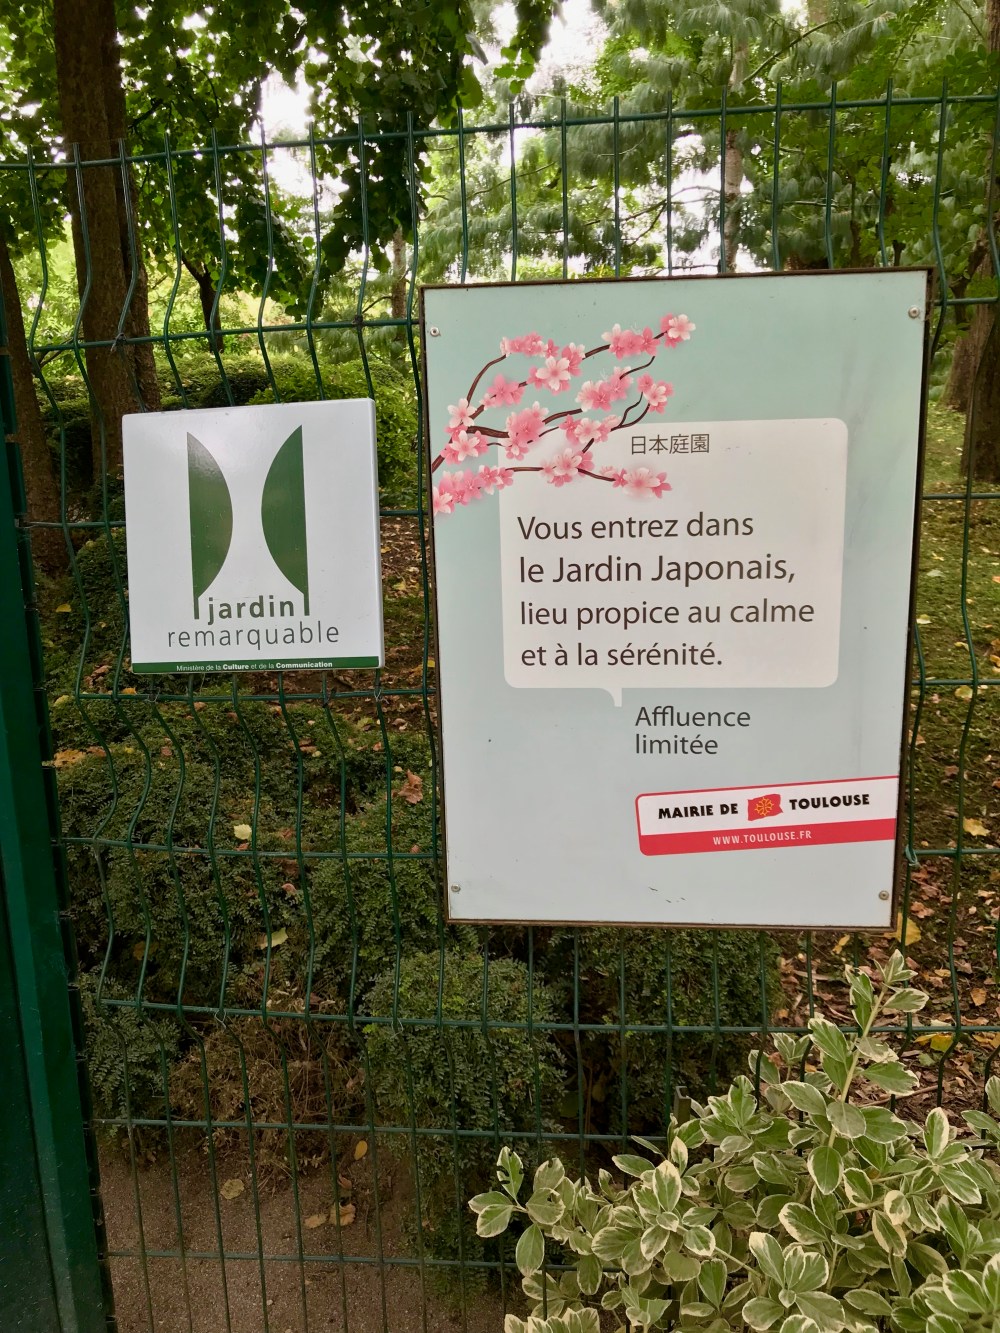 jardin
remarquable
Ministère de la Culture et de la Communication
日本庭園
Vous entrez dans
le Jardin Japonais,
lieu propice au calme
et à la sérénité.
Affluence
limitée
MAIRIE DE TOULOUSE
WWW.TOULOUSE.FR